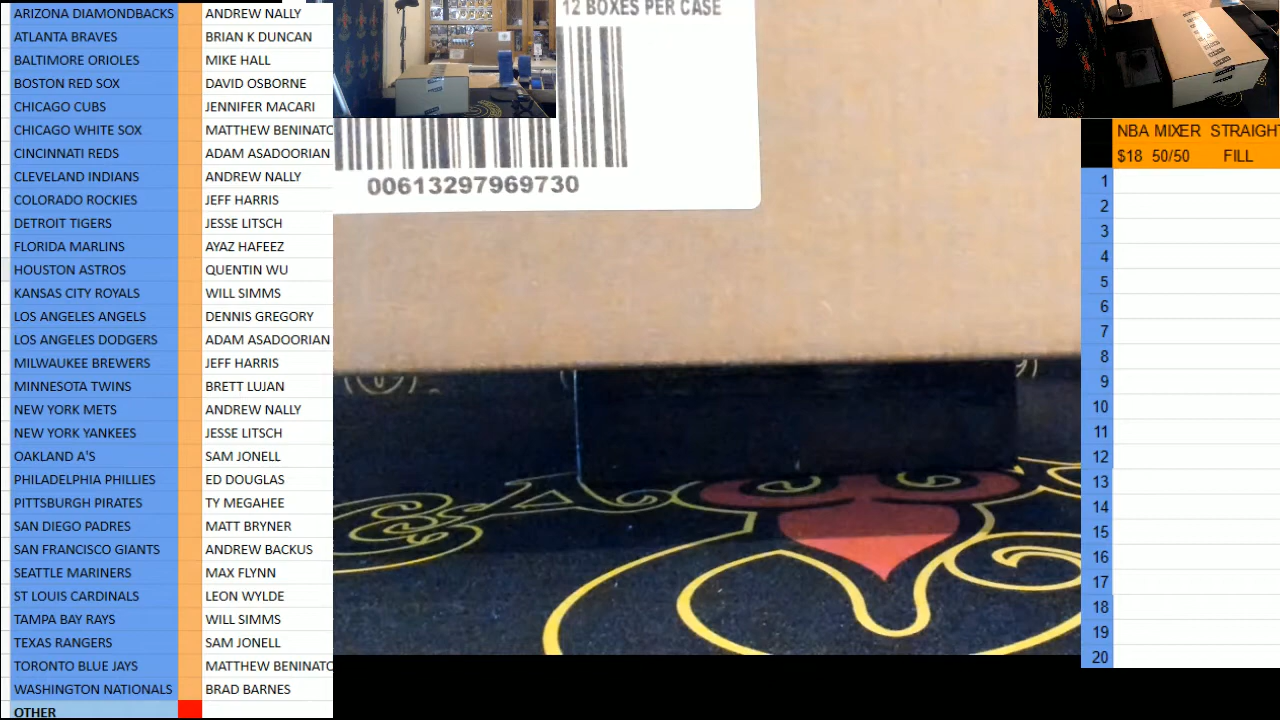 ARIZONA DIAMONDBACKS ANDREW NALLY
ATLANTA BRAVES BRIAN K DUNCAN
BALTIMORE ORIOLES MIKE HALL
BOSTON RED SOX DAVID OSBORNE
CHICAGO CUBS JENNIFER MACARI
CHICAGO WHITE SOX MATTHEW BENINATO
CINCINNATI REDS ADAM ASADOORIAN
CLEVELAND INDIANS ANDREW NALLY
COLORADO ROCKIES JEFF HARRIS
DETROIT TIGERS JESSE LITSCH
FLORIDA MARLINS AYAZ HAFEEZ
HOUSTON ASTROS QUENTIN WU
KANSAS CITY ROYALS WILL SIMMS
LOS ANGELES ANGELS DENNIS GREGORY
LOS ANGELES DODGERS ADAM ASADOORIAN
MILWAUKEE BREWERS JEFF HARRIS
MINNESOTA TWINS BRETT LUJAN
NEW YORK METS ANDREW NALLY
NEW YORK YANKEES JESSE LITSCH
OAKLAND A'S SAM JONELL
PHILADELPHIA PHILLIES ED DOUGLAS
PITTSBURGH PIRATES TY MEGAHEE
SAN DIEGO PADRES MATT BRYNER
SAN FRANCISCO GIANTS ANDREW BACKUS
SEATTLE MARINERS MAX FLYNN
ST LOUIS CARDINALS LEON WYLDE
TAMPA BAY RAYS WILL SIMMS
TEXAS RANGERS SAM JONELL
TORONTO BLUE JAYS MATTHEW BENINATO
WASHINGTON NATIONALS BRAD BARNES
OTHER
12 BOXES PER CASE
00613297969730
NBA MIXER STRAIGHT
$18 50/50 FILL
1
2
3
4
5
6
7
8
9
10
11
12
13
14
15
16
17
18
19
20